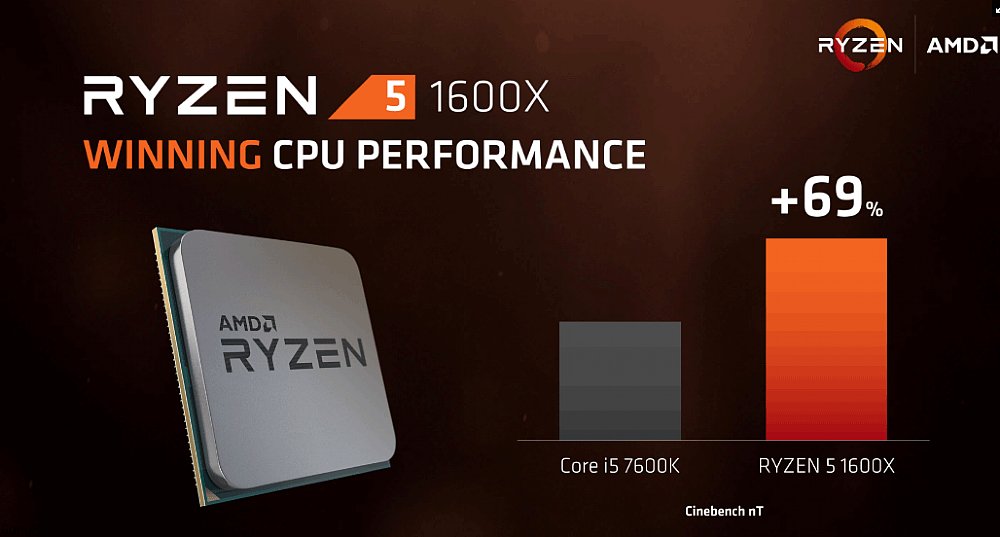 RYZEN AMD
RYZEN 5 1600X
WINNING CPU PERFORMANCE
+69%
AMD
RYZEN
Core i5 7600K RYZEN 5 1600X
Cinebench nT